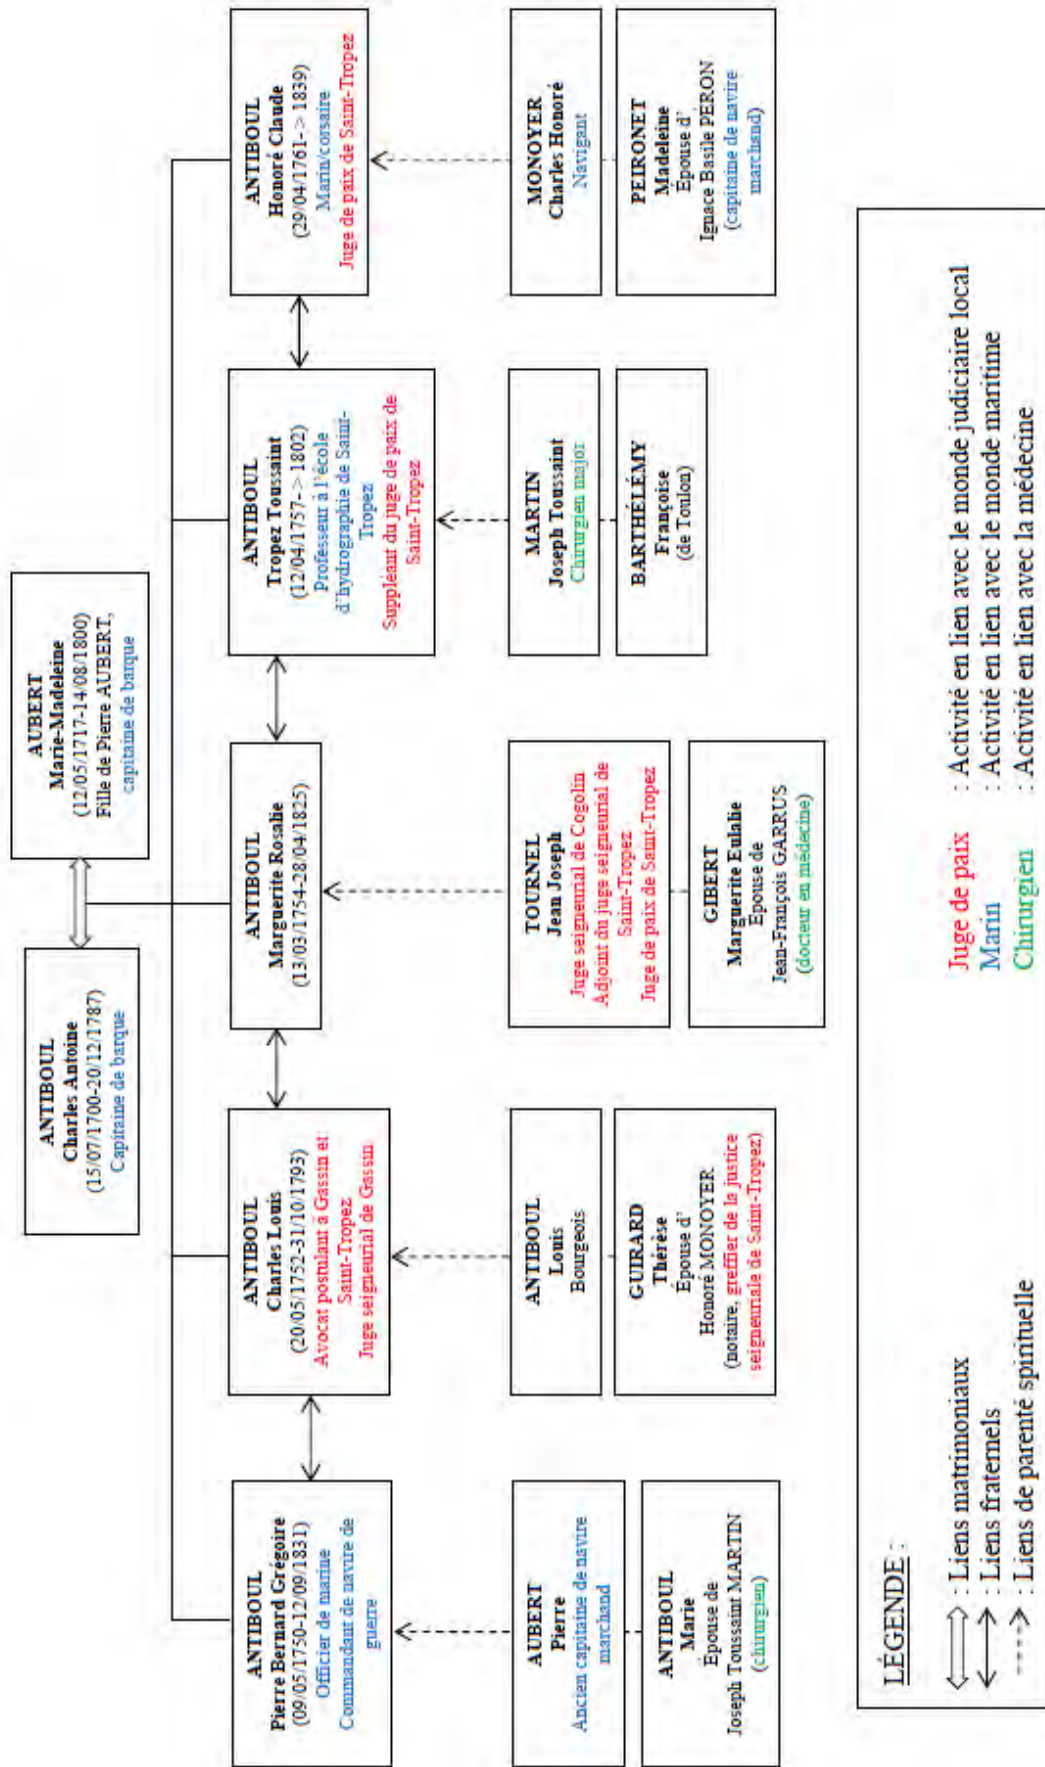 ANTIBOUL
Charles Antoine
(15/07/1700-20/12/1787)
Capitaine de barque
AUBERT
Marie-Madeleine
(12/05/1717-14/08/1800)
Fille de Pierre AUBERT,
capitaine de barque
ANTIBOUL
Pierre Bernard Grégoire
(09/05/1750-12/09/1831)
Officier de marine
Commandant de navire de
guerre
ANTIBOUL
Charles Louis
(20/05/1752-31/10/1793)
Avocat postulant à Gassin et
Saint-Tropez
Juge seigneurial de Gassin
ANTIBOUL
Marguerite Rosalie
(13/03/1754-28/04/1825)
ANTIBOUL
Tropez Toussaint
(12/04/1757-> 1802)
Professeur à l'école
d'hydrographie de Saint-
Tropez
Suppléant du juge de paix de
Saint-Tropez
ANTIBOUL
Honoré Claude
(29/04/1761-> 1839)
Marin/corsaire
Juge de paix de Saint-Tropez
AUBERT
Pierre
Ancien capitaine de navire
marchand
ANTIBOUL
Marie
Épouse de
Joseph Toussaint MARTIN
(chirurgien)
ANTIBOUL
Louis
Bourgeois
GUIRARD
Thérèse
Épouse d'
Honoré MONOYER
(notaire, greffier de la justice
seigneuriale de Saint-Tropez)
TOURNEL
Jean Joseph
Juge seigneurial de Cogolin
Adjoint du juge seigneurial de
Saint-Tropez
Juge de paix de Saint-Tropez
GIBERT
Marguerite Eulalie
Epouse de
Jean-François GARRUS
(docteur en médecine)
MARTIN
Joseph Toussaint
Chirurgien major
BARTHÉLÉMY
Françoise
(de Toulon)
MONOYER
Charles Honoré
Navigant
PEIRONET
Madeleine
Épouse d'
Ignace Basile PERON
(capitaine de navire
marchand)
LÉGENDE :
: Liens matrimoniaux
: Liens fraternels
: Liens de parenté spirituelle
Juge de paix : Activité en lien avec le monde judiciaire local
Marin : Activité en lien avec le monde maritime
Chirurgien : Activité en lien avec la médecine